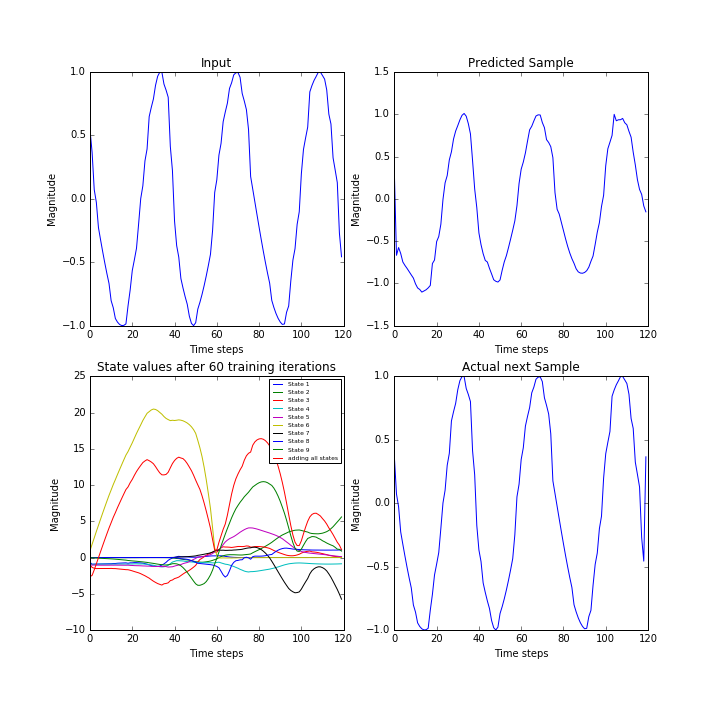 Input
Magnitude
1.0
0.5
0.0
−0.5
−1.0
0 20 40 60 80 100 120
Time steps
Predicted Sample
Magnitude
1.5
1.0
0.5
0.0
−0.5
−1.0
−1.5
0 20 40 60 80 100 120
Time steps
State values after 60 training iterations
Magnitude
25
20
15
10
5
0
−5
−10
0 20 40 60 80 100 120
Time steps
State 1
State 2
State 3
State 4
State 5
State 6
State 7
State 8
State 9
adding all states
Actual next Sample
Magnitude
1.0
0.5
0.0
−0.5
−1.0
0 20 40 60 80 100 120
Time steps